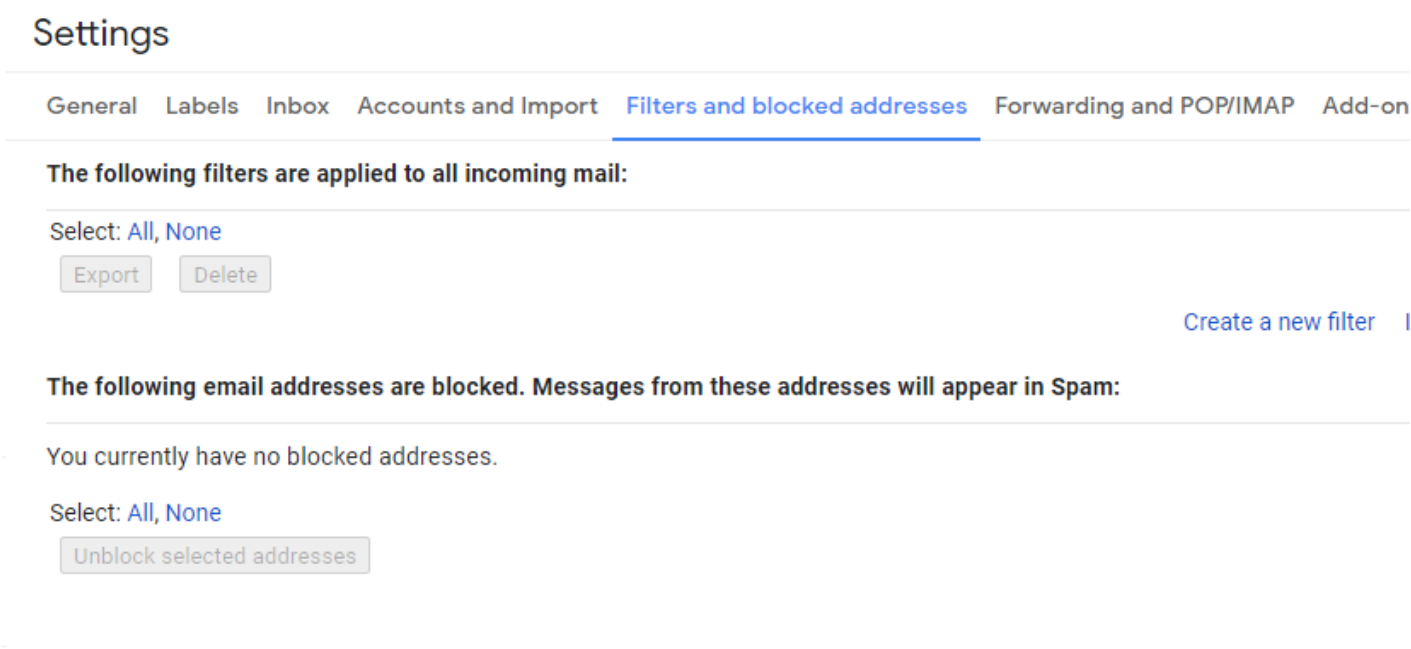 Settings
General Labels Inbox Accounts and Import Filters and blocked addresses Forwarding and POP/IMAP Add-on
The following filters are applied to all incoming mail:
Select: All, None
Export Delete
Create a new filter
The following email addresses are blocked. Messages from these addresses will appear in Spam:
You currently have no blocked addresses.
Select: All, None
Unblock selected addresses